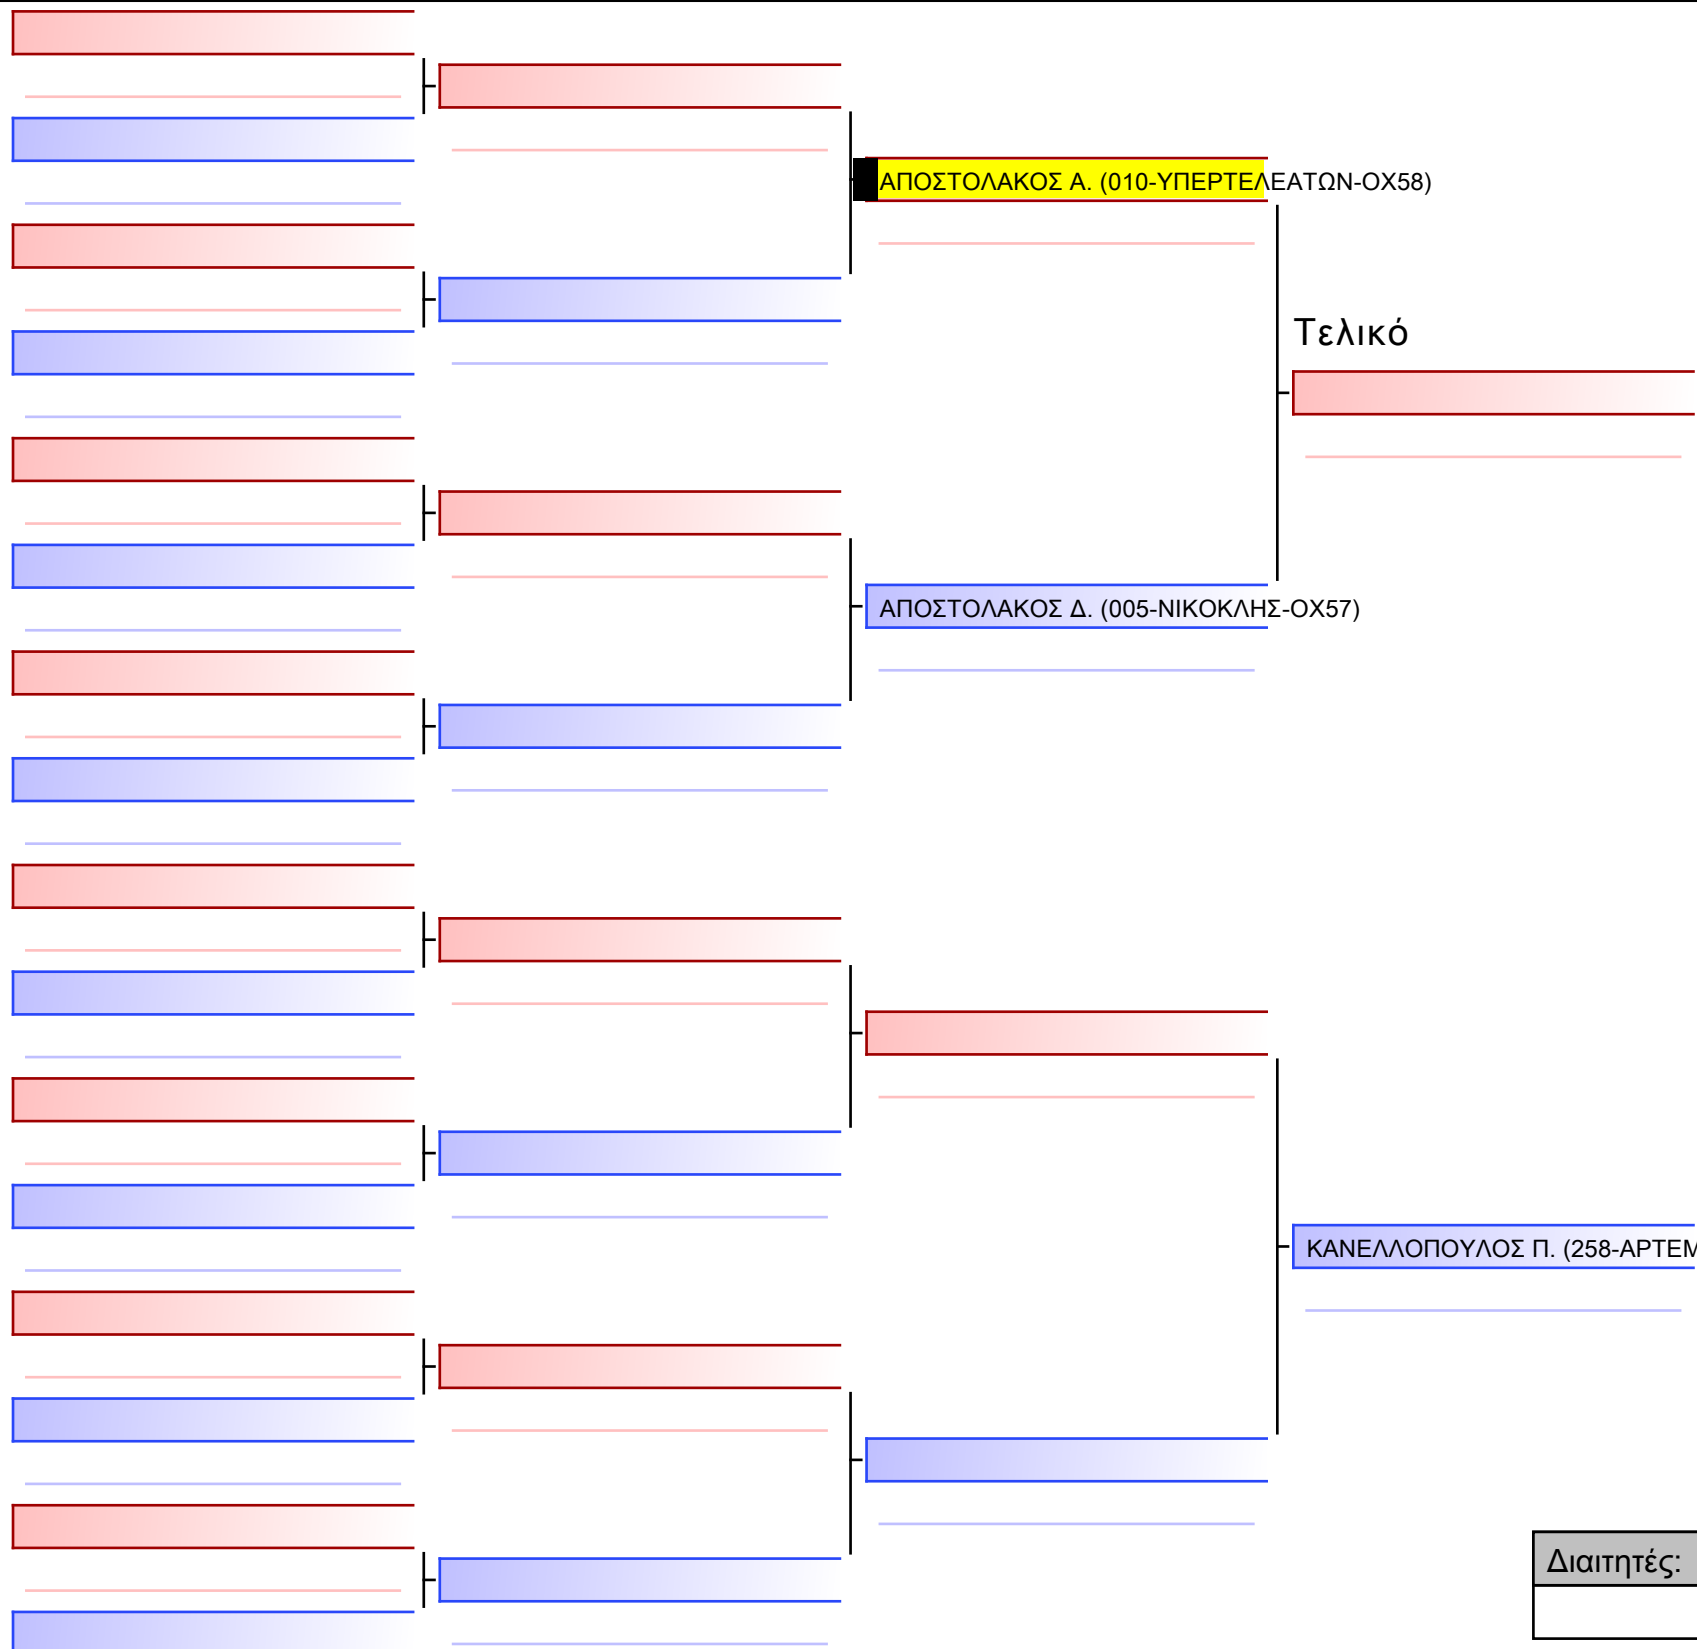 ΑΠΟΣΤΟΛΑΚΟΣ Α. (010-ΥΠΕΡΤΕΛΕΑΤΩΝ-ΟΧ58)
Τελικό
ΑΠΟΣΤΟΛΑΚΟΣ Δ. (005-ΝΙΚΟΚΛΗΣ-ΟΧ57)
ΚΑΝΕΛΛΟΠΟΥΛΟΣ Π. (258-ΑΡΤΕΜ
Διαιτητές: